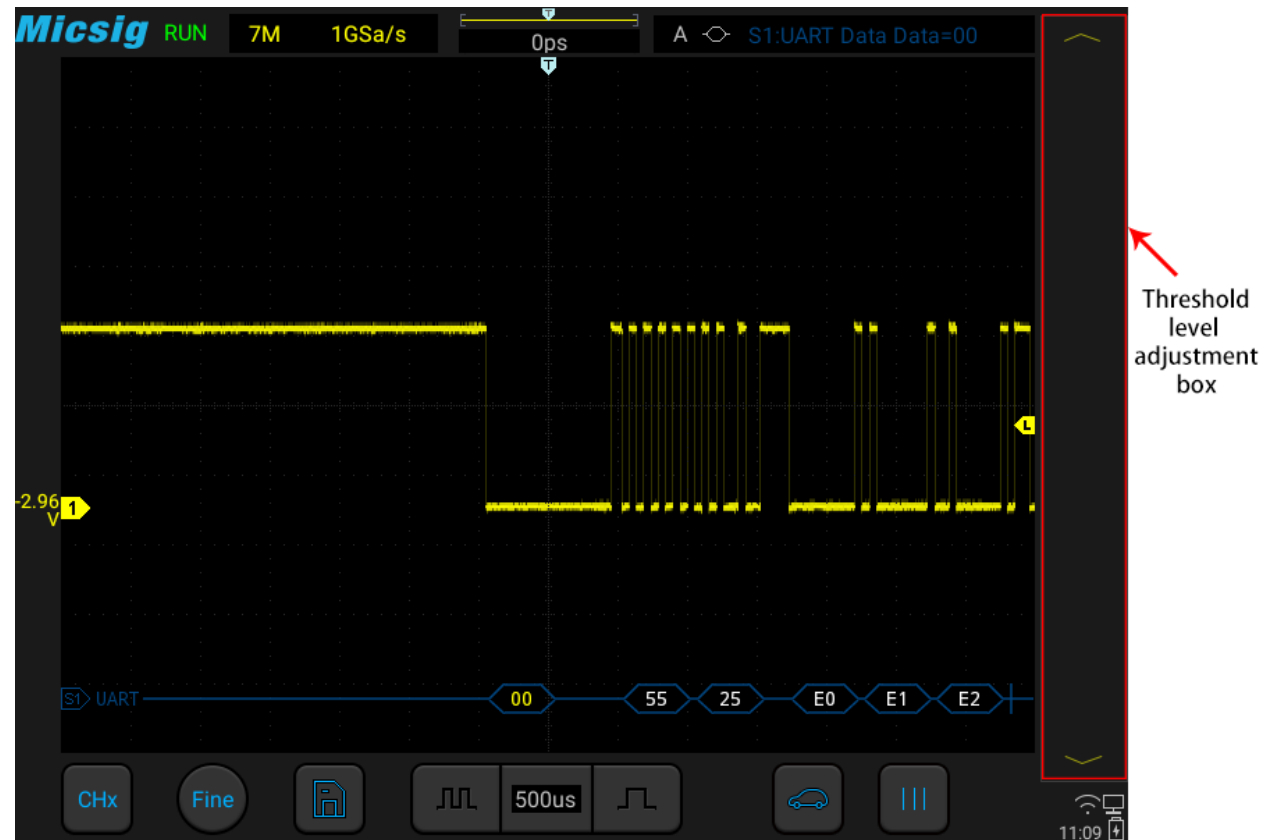 Micsig RUN 7M 1GSa/s T 0ps A S1:UART Data Data=00
T
Threshold
level
adjustment
box
L
-2.96
V
1
S1 UART 00 55 25 E0 E1 E2
CHx Fine 500us
11:09